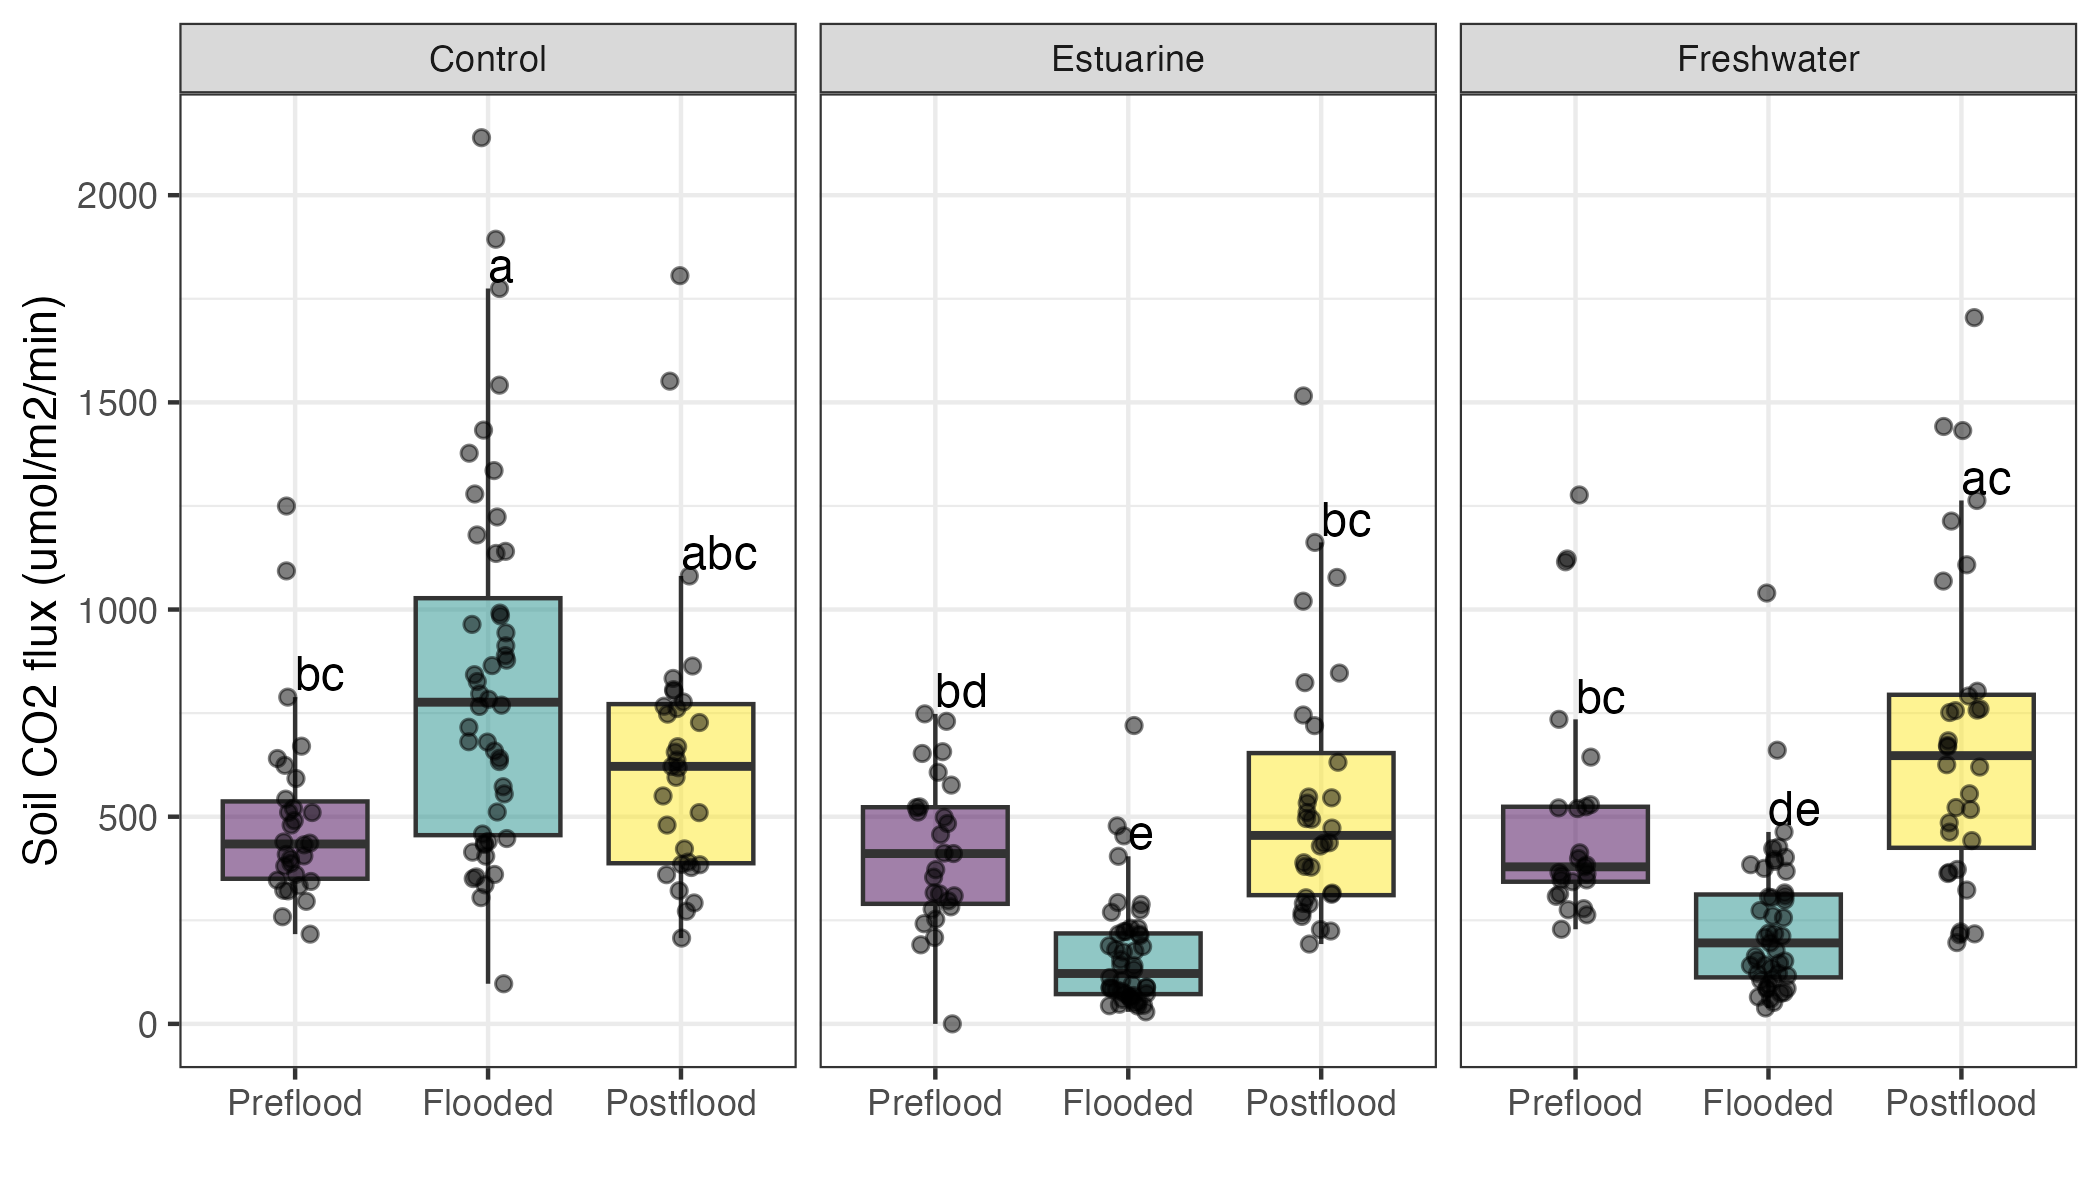 Control
Estuarine
Freshwater
Soil CO2 flux (umol/m2/min)
2000
1500
1000
500
0
bc
a
abc
bd
e
bc
bc
de
ac
Preflood
Flooded
Postflood
Preflood
Flooded
Postflood
Preflood
Flooded
Postflood